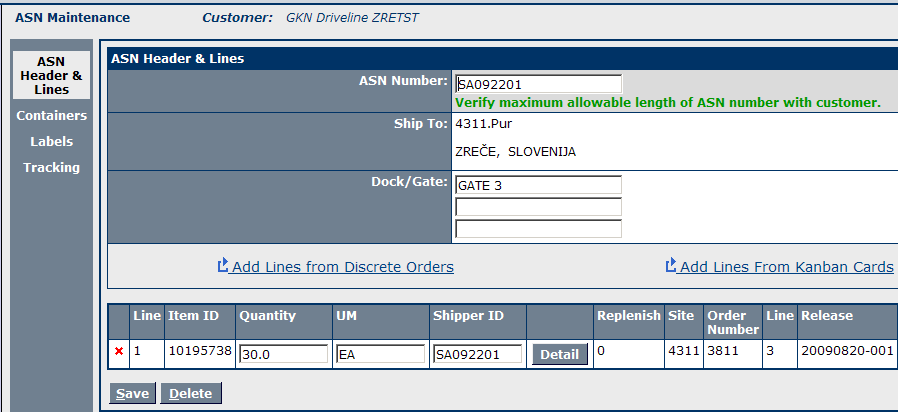 ASN Maintenance Customer: GKN Driveline ZRETST
ASN Header & Lines
Containers
Labels
Tracking
ASN Header & Lines
ASN Number: SA092201
Verify maximum allowable length of ASN number with customer.
Ship To: 4311.Pur
ZREČE, SLOVENIJA
Dock/Gate: GATE 3
Add Lines from Discrete Orders Add Lines From Kanban Cards
Line Item ID Quantity UM Shipper ID Replenish Site Order Number Line Release
1 10195738 30.0 EA SA092201 Detail 0 4311 3811 3 20090820-001
Save Delete